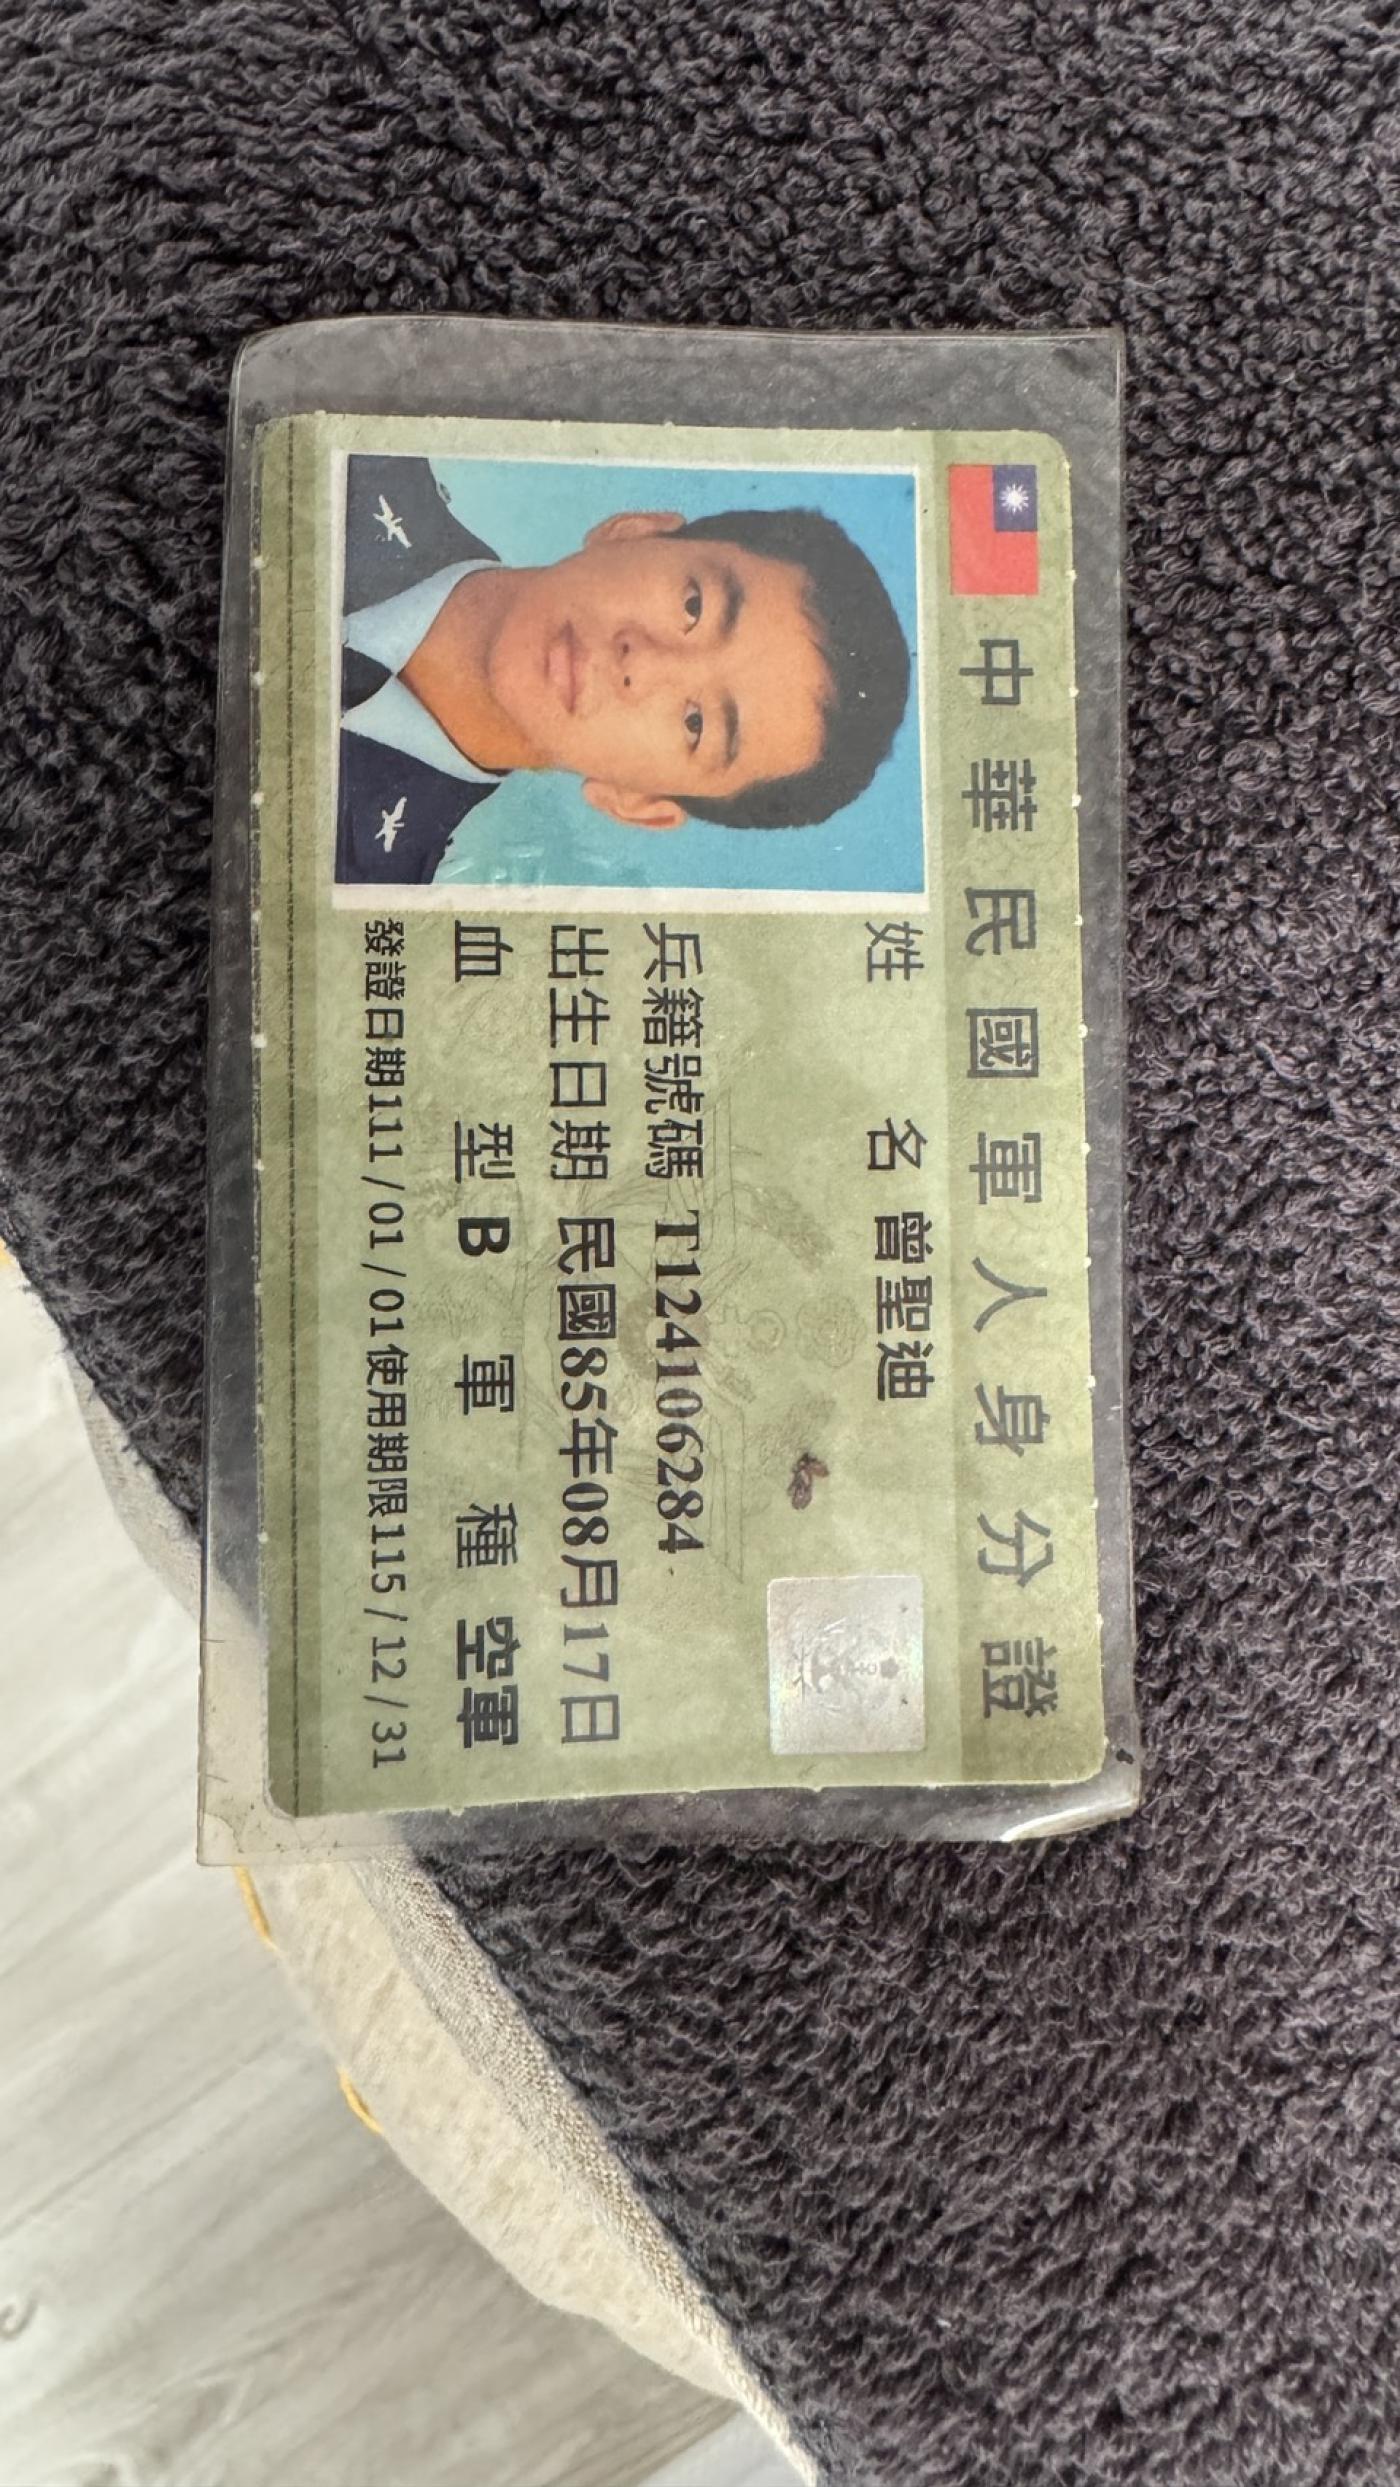 中華民國軍人身分證
姓名 曾聖迪
兵籍號碼 T124106284
出生日期 民國85年08月17日
血型 B 軍種 空軍
發證日期111/01/01使用期限115/12/31